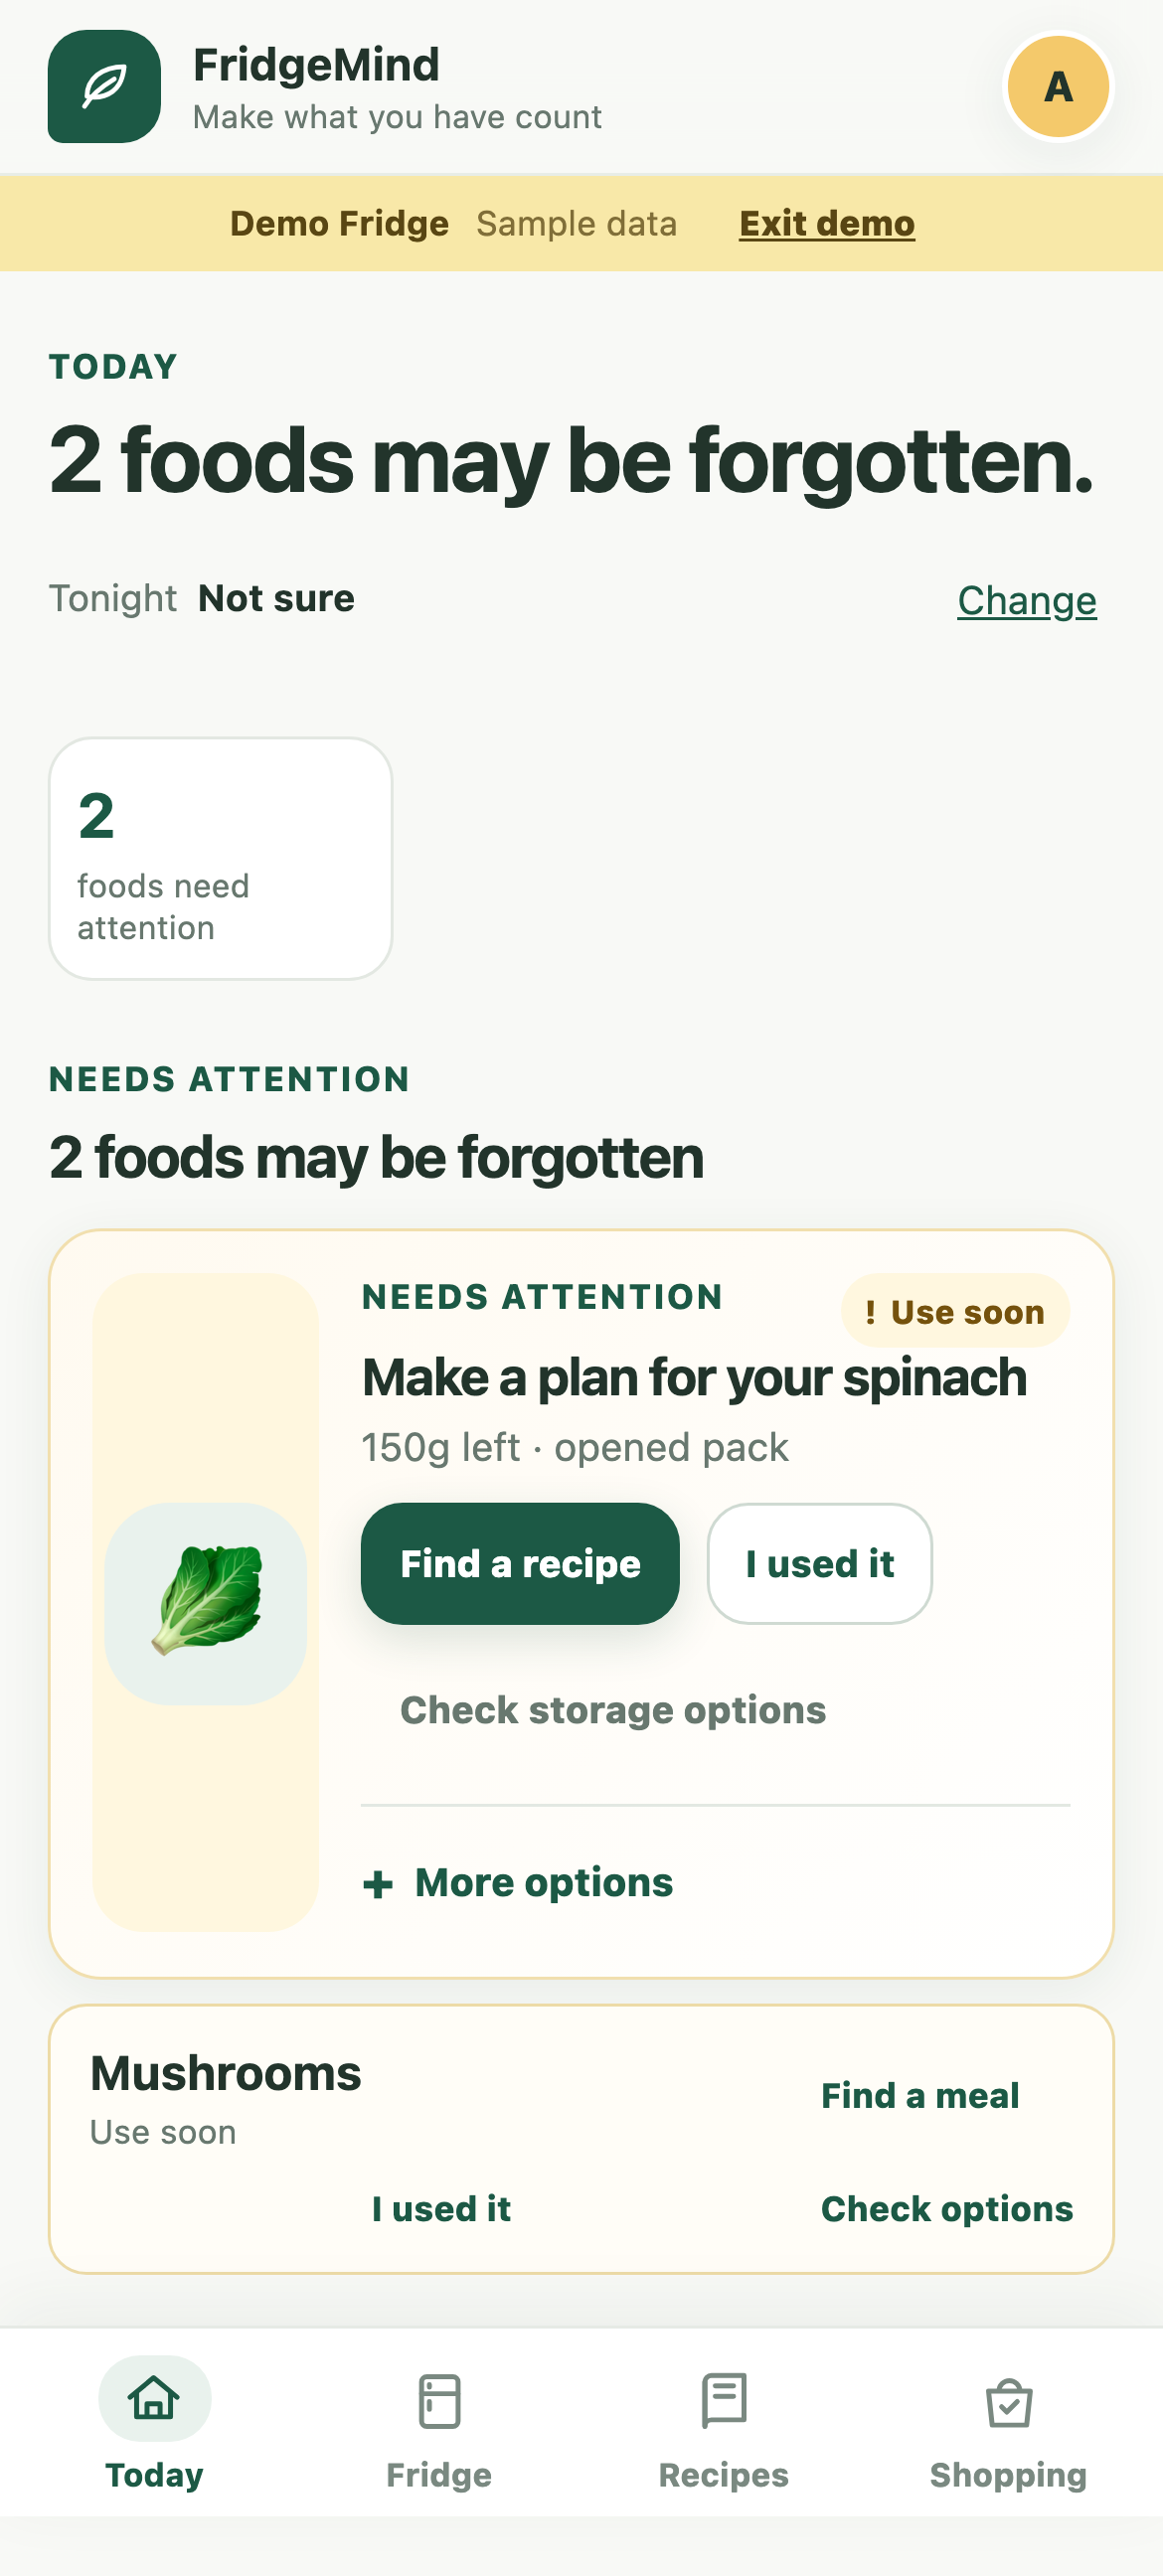 FridgeMind
Make what you have count
A
Demo Fridge Sample data Exit demo
TODAY
2 foods may be forgotten.
Tonight Not sure Change
2
foods need
attention
NEEDS ATTENTION
2 foods may be forgotten
NEEDS ATTENTION
! Use soon
Make a plan for your spinach
150g left · opened pack
Find a recipe I used it
Check storage options
+ More options
Mushrooms
Use soon
Find a meal
I used it Check options
Today Fridge Recipes Shopping